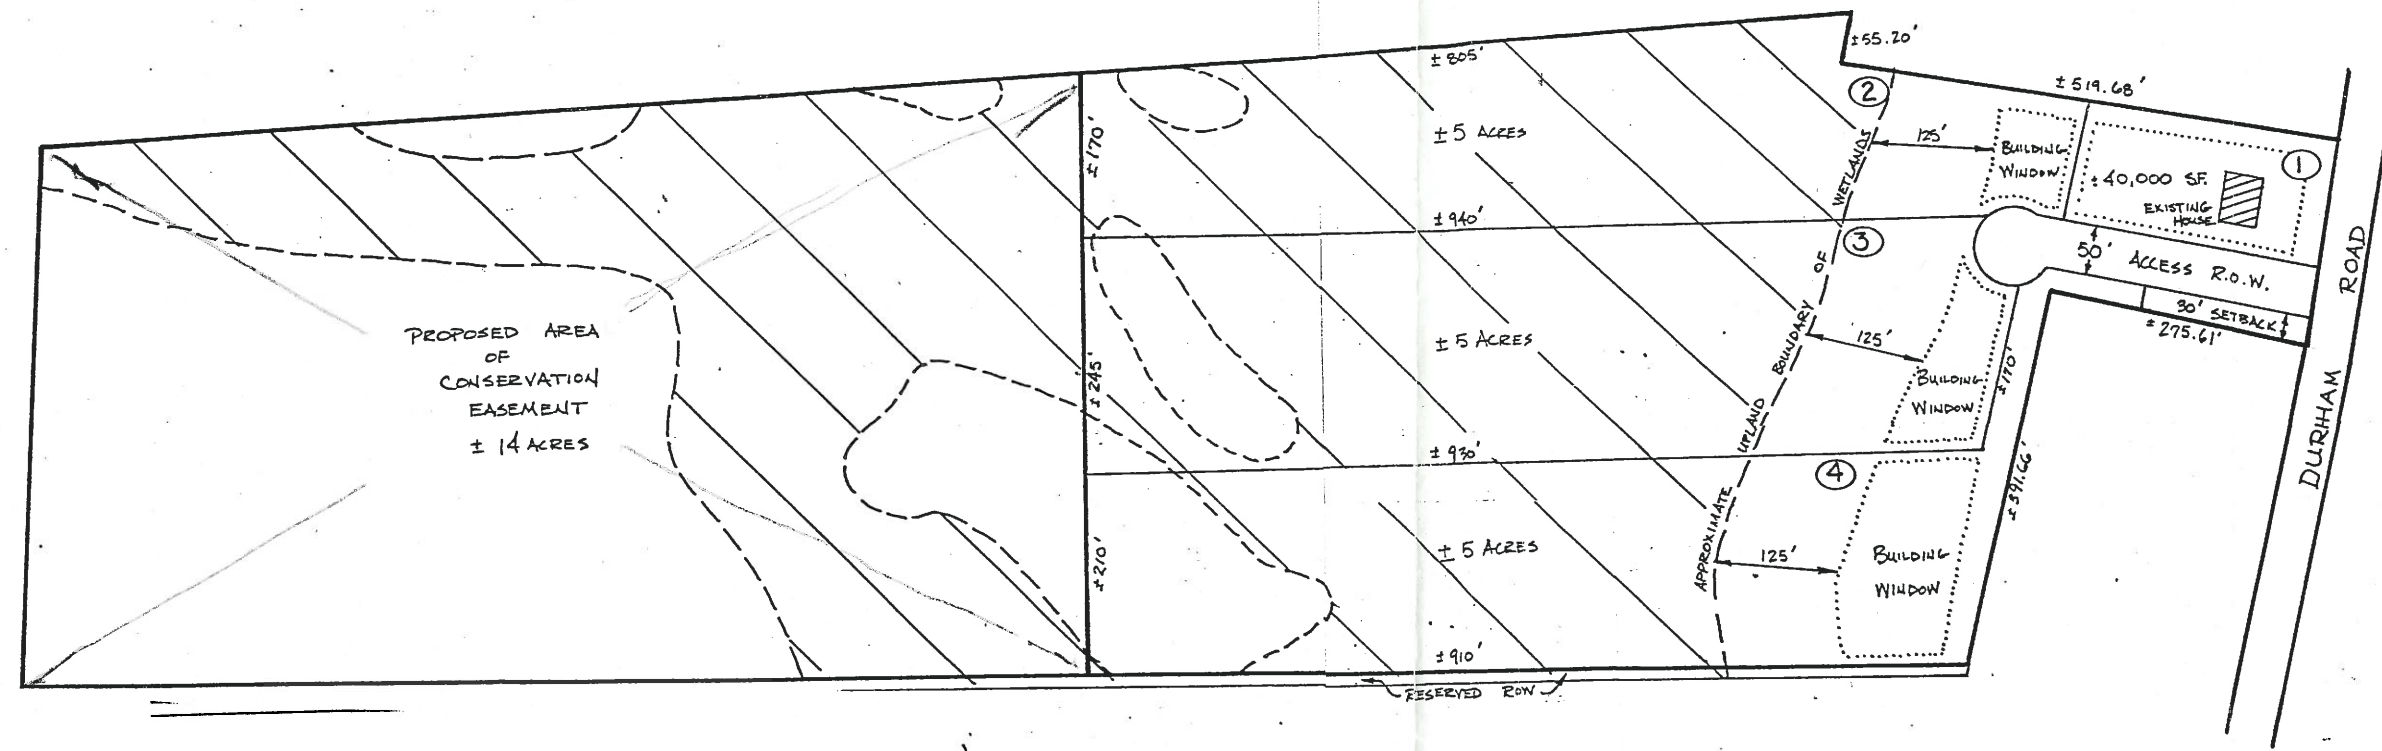 ±55.20'
± 805'
± 519.68'
2
± 5 ACRES
125'
BUILDING
WINDOW
1
±40,000 SF.
EXISTING
HOUSE
± 170'
± 940'
3
50'
ACCESS R.O.W.
30' SETBACK
± 275.61'
ROAD
DURHAM
PROPOSED AREA
OF
CONSERVATION
EASEMENT
± 14 ACRES
± 245'
± 5 ACRES
125'
BUILDING
WINDOW
± 170'
± 391.66'
APPROXIMATE UPLAND BOUNDARY OF WETLANDS
± 930'
4
± 210'
± 5 ACRES
125'
BUILDING
WINDOW
± 910'
RESERVED ROW